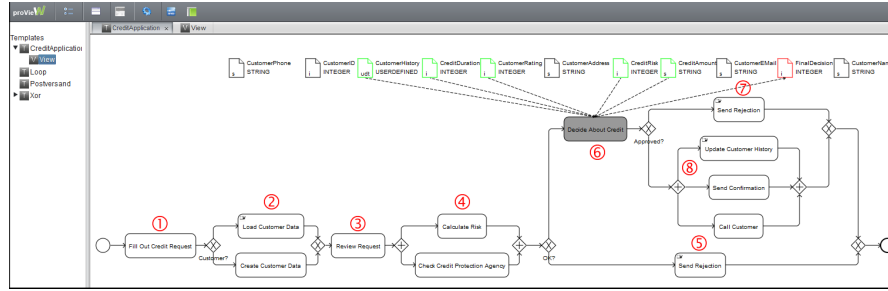 proView
CreditApplication ×
View
Templates
CreditApplication
View
Loop
Postversand
Xor
CustomerPhone
s STRING
CustomerID
i INTEGER
CustomerHistory
udt USERDEFINED
CreditDuration
i INTEGER
CustomerRating
i INTEGER
CustomerAddress
s STRING
CreditRisk
i INTEGER
CreditAmount
s STRING
CustomerEMail
s STRING
FinalDecision
i INTEGER
CustomerNam
s STRING
⑦
Send Rejection
Decide About Credit
Approved?
⑥
Update Customer History
⑧
Send Confirmation
Call Customer
①
②
③
④
⑤
Fill Out Credit Request
Customer?
Load Customer Data
Create Customer Data
Review Request
Calculate Risk
Check Credit Protection Agency
OK?
Send Rejection